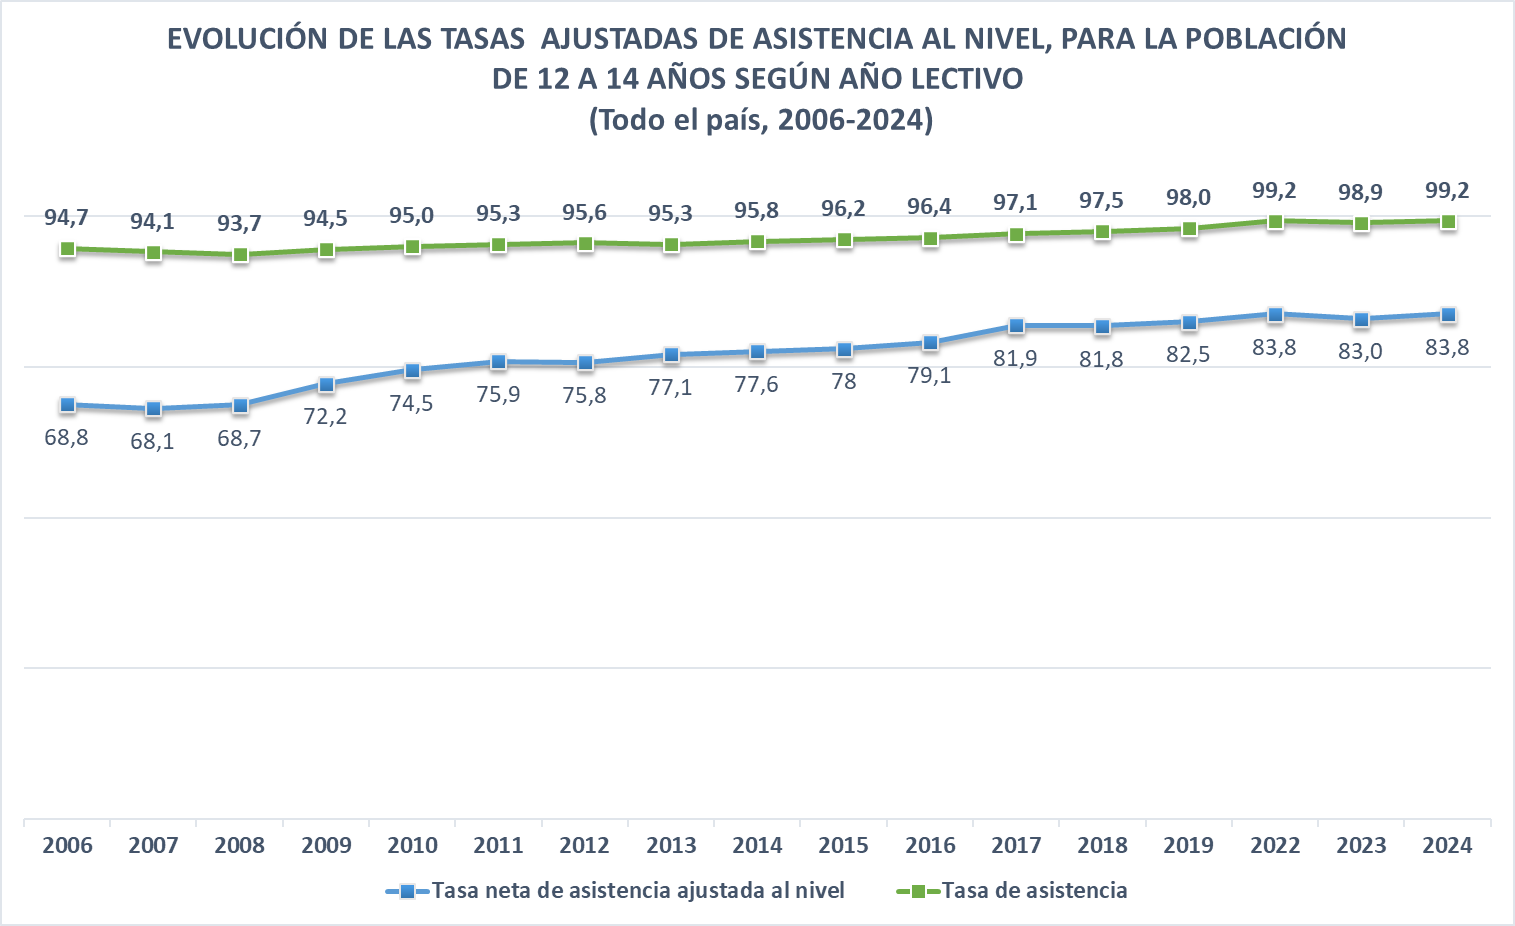 EVOLUCIÓN DE LAS TASAS  AJUSTADAS DE ASISTENCIA AL NIVEL, PARA LA POBLACIÓN
DE 12 A 14 AÑOS SEGÚN AÑO LECTIVO
(Todo el país, 2006-2024)
94,7 94,1 93,7 94,5 95,0 95,3 95,6 95,3 95,8 96,2 96,4 97,1 97,5 98,0 99,2 98,9 99,2
68,8 68,1 68,7 72,2 74,5 75,9 75,8 77,1 77,6 78 79,1 81,9 81,8 82,5 83,8 83,0 83,8
2006 2007 2008 2009 2010 2011 2012 2013 2014 2015 2016 2017 2018 2019 2022 2023 2024
Tasa neta de asistencia ajustada al nivel Tasa de asistencia